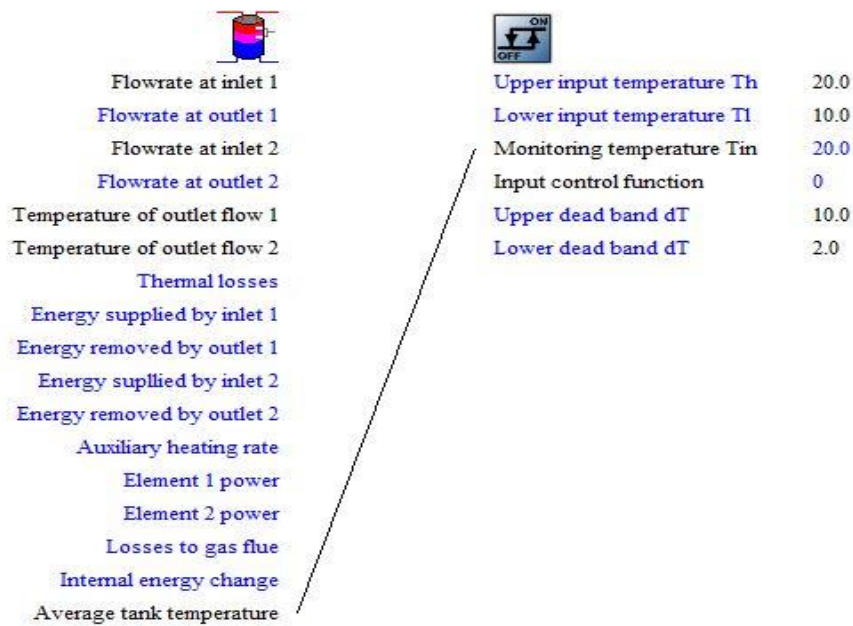 ON
OFF
Flowrate at inlet 1
Flowrate at outlet 1
Flowrate at inlet 2
Flowrate at outlet 2
Temperature of outlet flow 1
Temperature of outlet flow 2
Thermal losses
Energy supplied by inlet 1
Energy removed by outlet 1
Energy supllied by inlet 2
Energy removed by outlet 2
Auxiliary heating rate
Element 1 power
Element 2 power
Losses to gas flue
Internal energy change
Average tank temperature
Upper input temperature Th 20.0
Lower input temperature Tl 10.0
Monitoring temperature Tin 20.0
Input control function 0
Upper dead band dT 10.0
Lower dead band dT 2.0